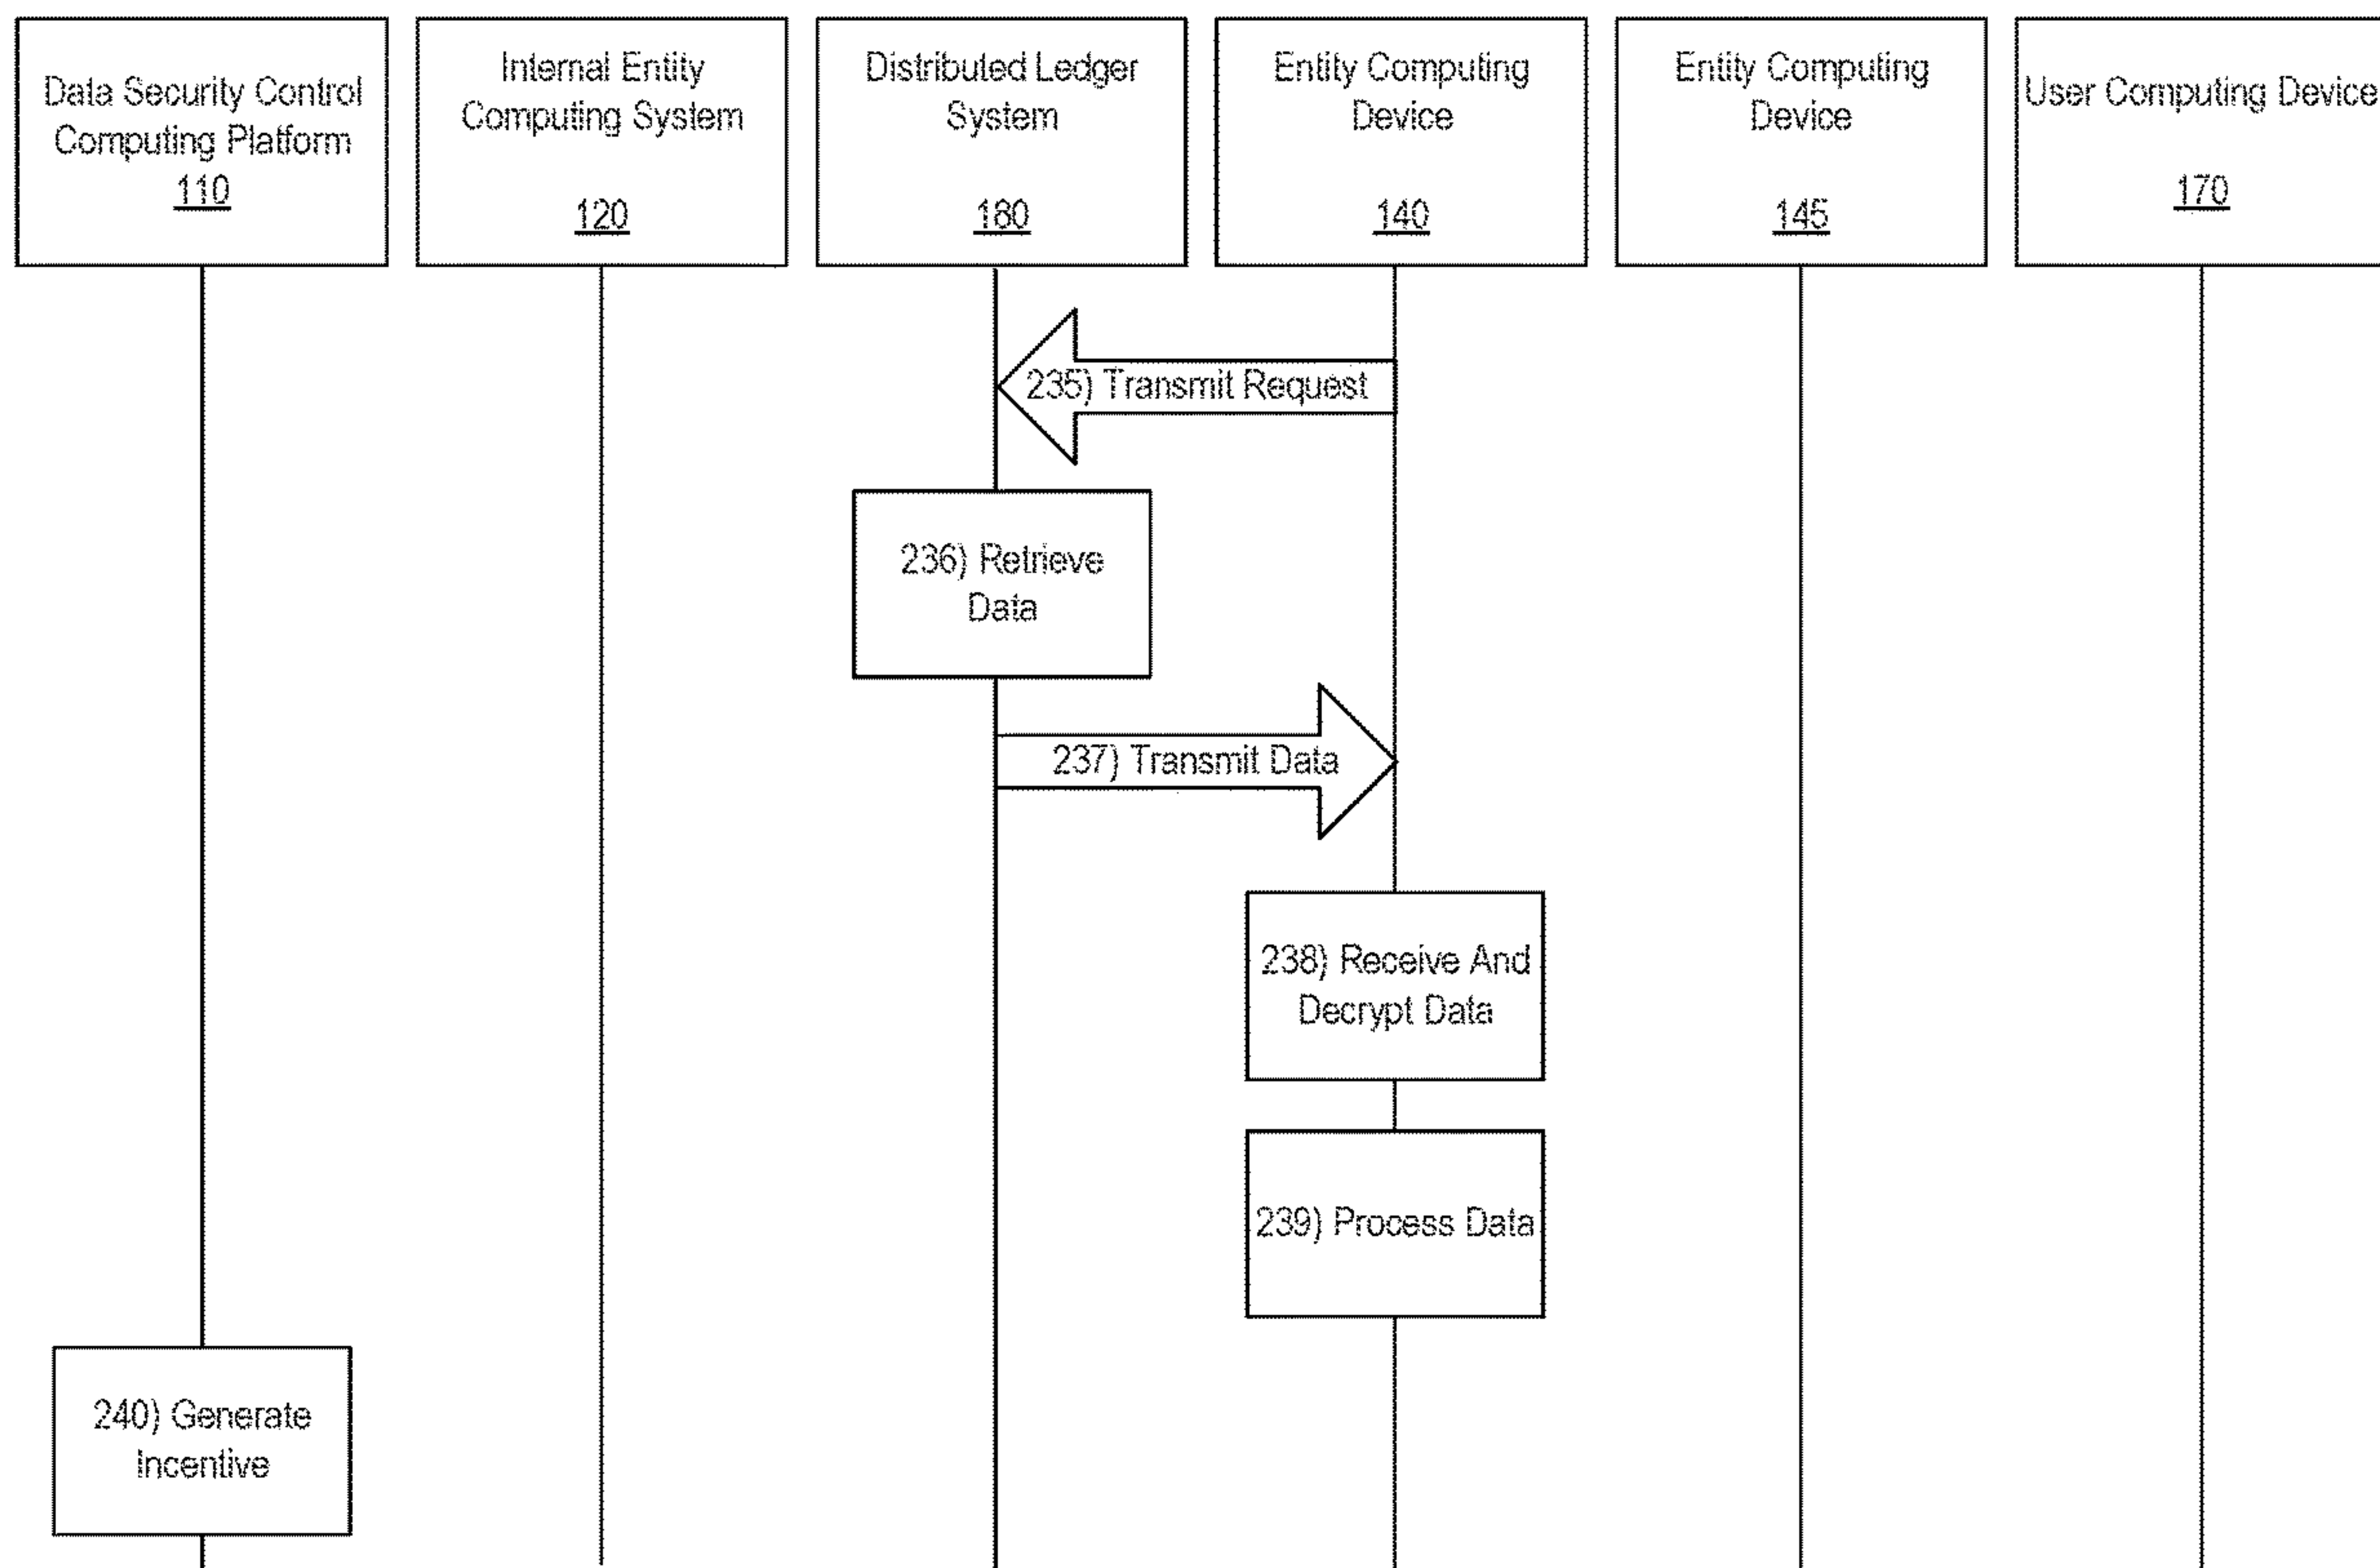 Data Security Control
Computing Platform
110
Internal Entity
Computing System
120
Distributed Ledger
System
180
Entity Computing
Device
140
Entity Computing
Device
145
User Computing Device
170
235) Transmit Request
236) Retrieve
Data
237) Transmit Data
238) Receive And
Decrypt Data
239) Process Data
240) Generate
Incentive